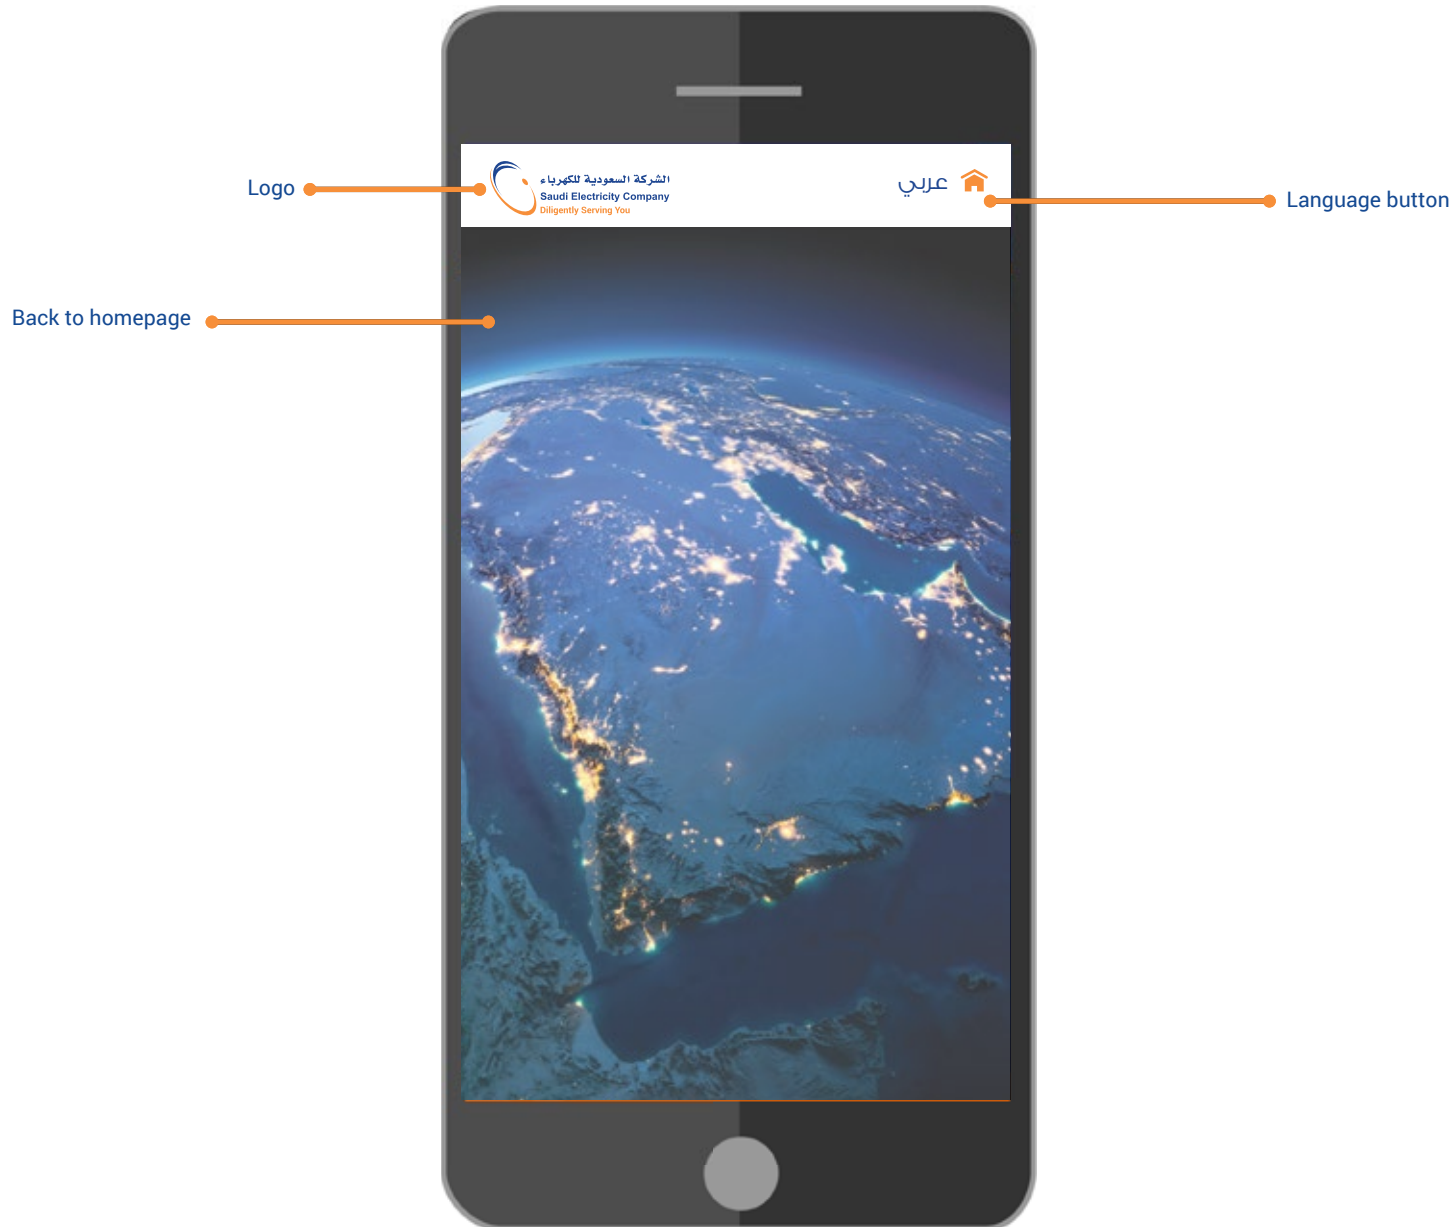 Logo
الشركة السعودية للكهرباء
Saudi Electricity Company
Diligently Serving You
عربي
Language button
Back to homepage